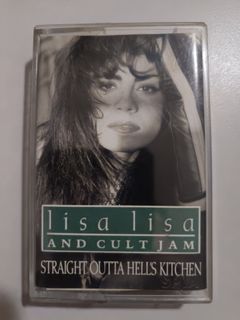 lisa lisa
AND CULT JAM
STRAIGHT OUTTA HELL'S KITCHEN